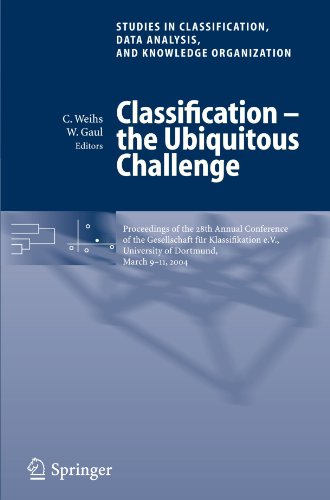 STUDIES IN CLASSIFICATION,
DATA ANALYSIS,
AND KNOWLEDGE ORGANIZATION
C. Weihs
W. Gaul
Editors
Classification –
the Ubiquitous
Challenge
Proceedings of the 28th Annual Conference
of the Gesellschaft für Klassifikation e.V.,
University of Dortmund,
March 9–11, 2004
Springer